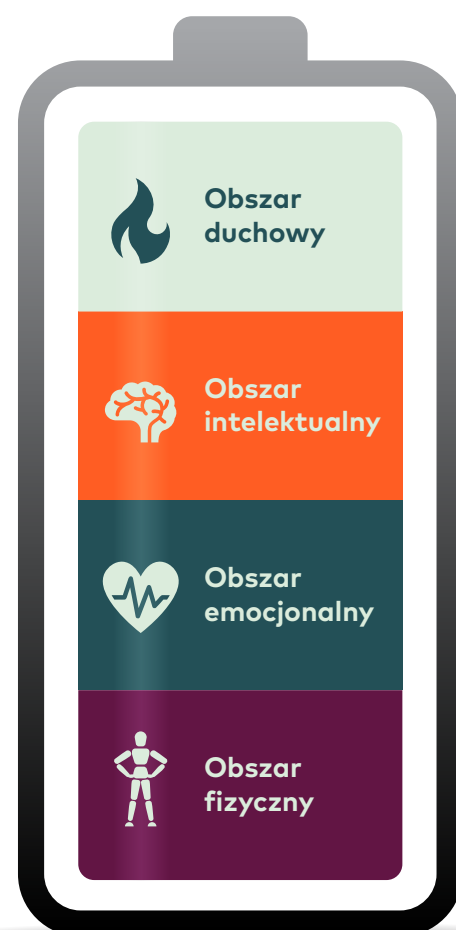 Obszar
duchowy
Obszar
intelektualny
Obszar
emocjonalny
Obszar
fizyczny